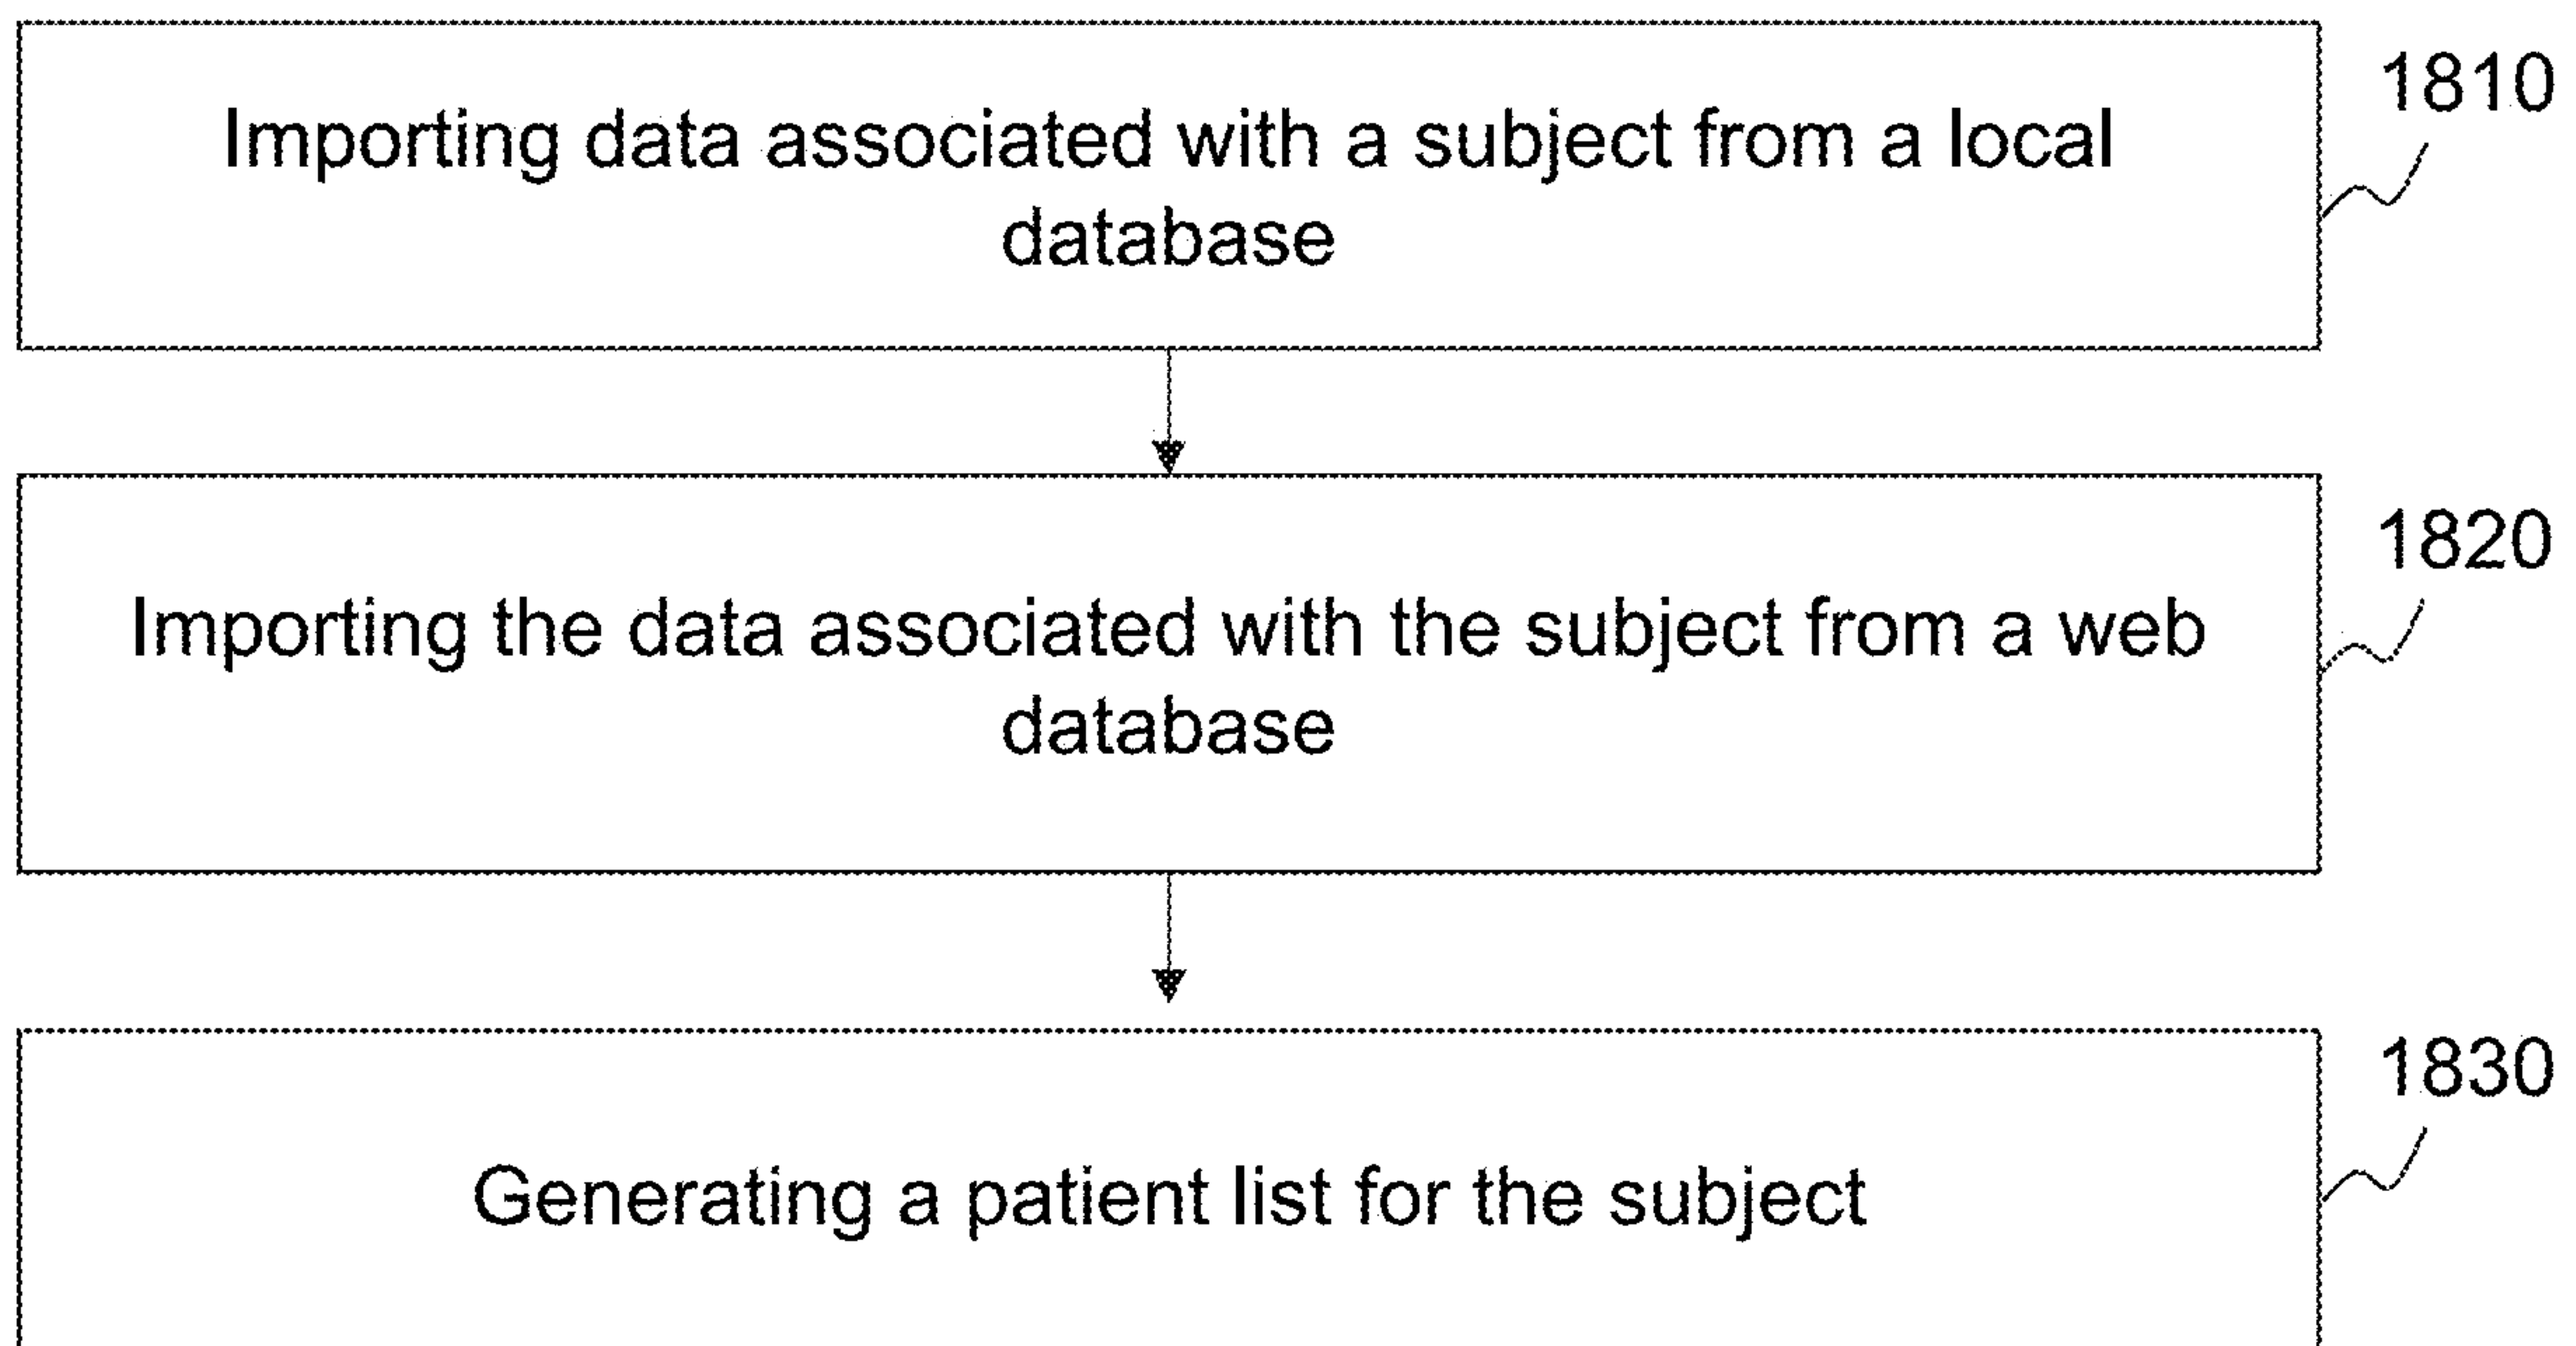 Importing data associated with a subject from a local
database
1810
Importing the data associated with the subject from a web
database
1820
Generating a patient list for the subject
1830